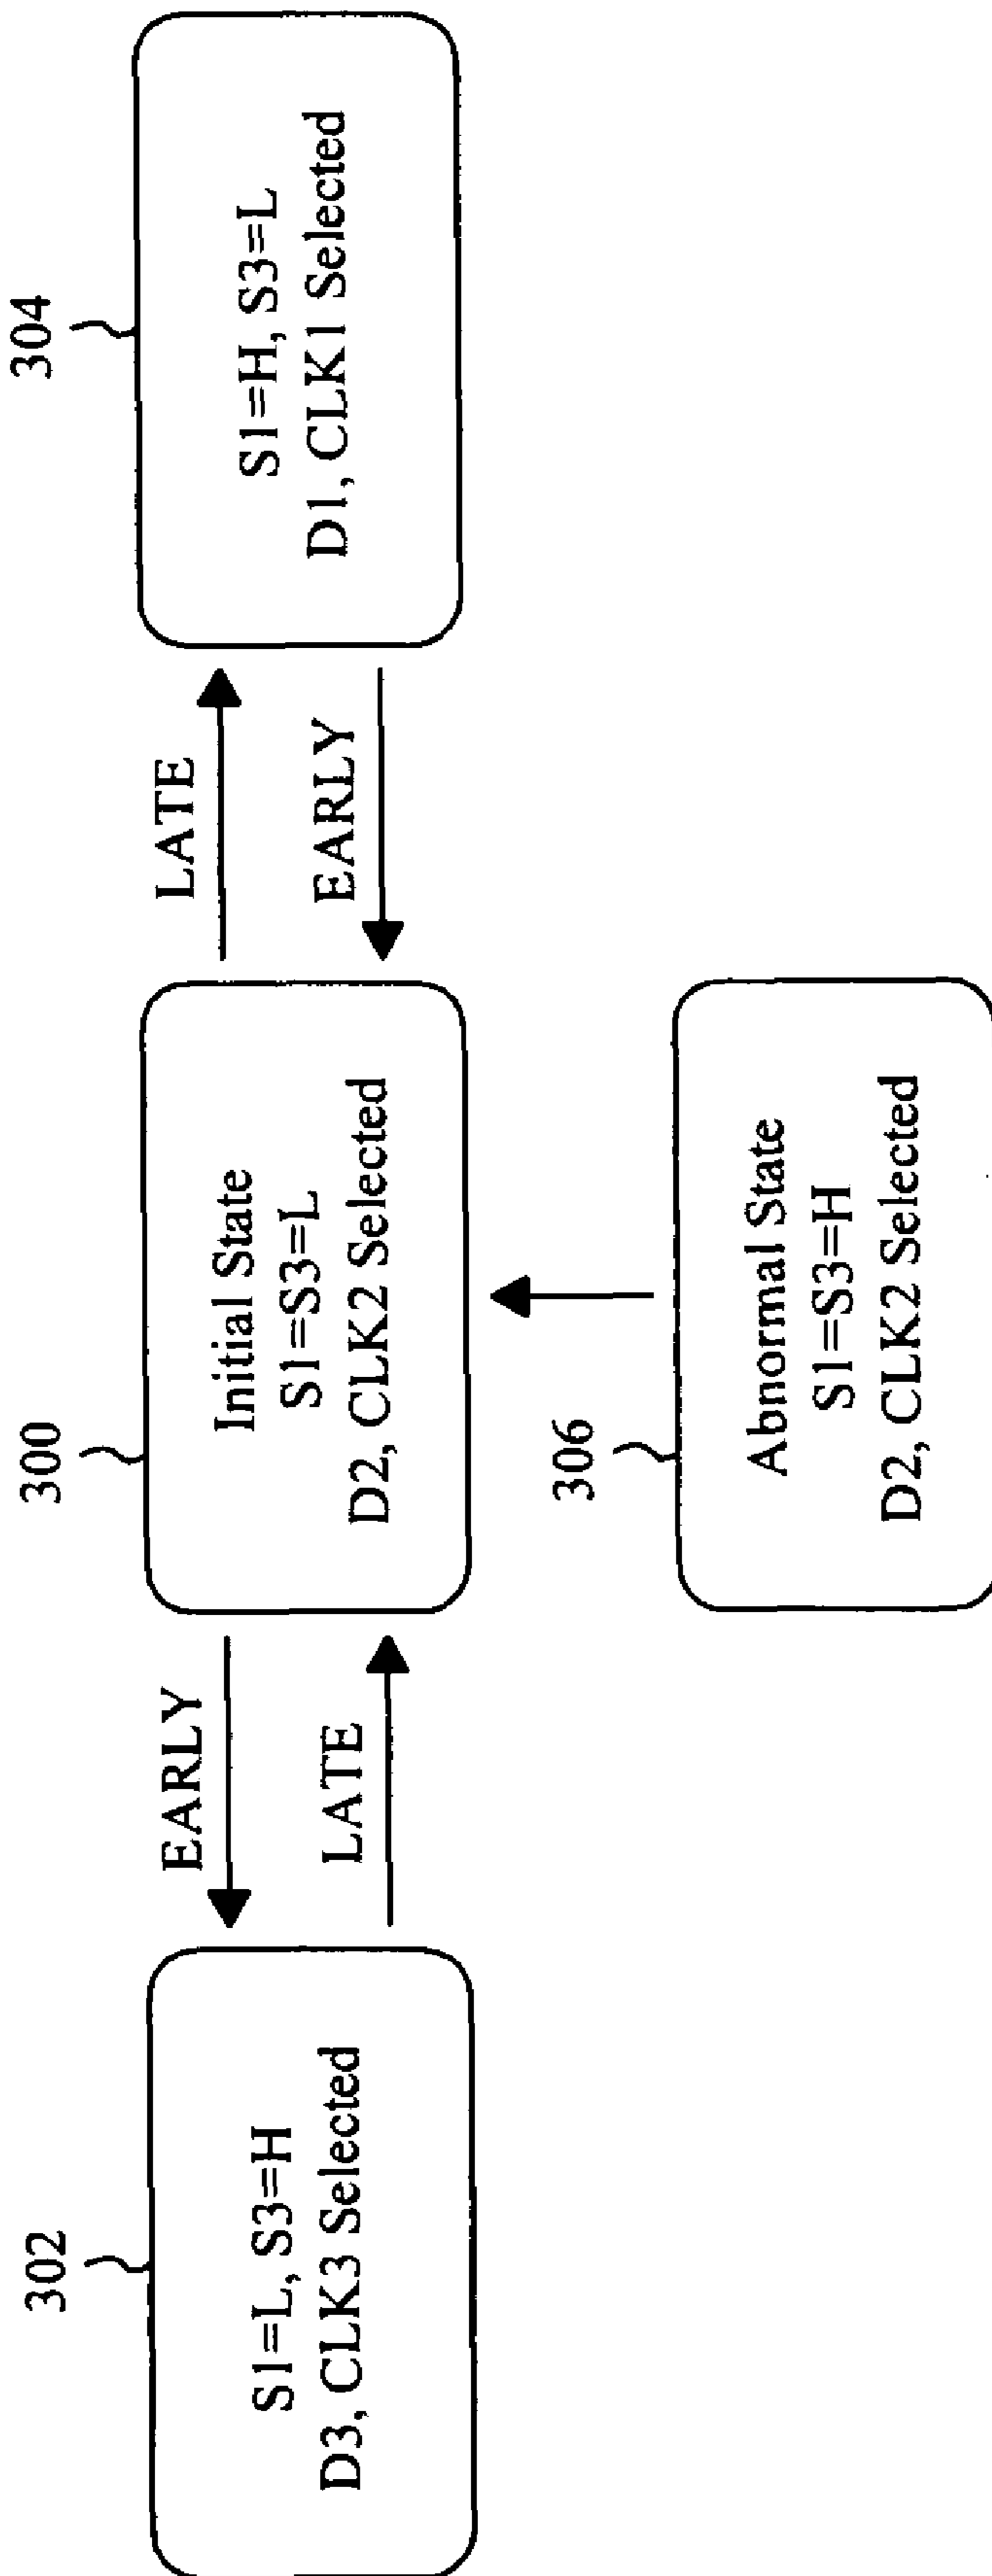 302
S1=L, S3=H
D3, CLK3 Selected
EARLY
LATE
300
Initial State
S1=S3=L
D2, CLK2 Selected
LATE
EARLY
304
S1=H, S3=L
D1, CLK1 Selected
306
Abnormal State
S1=S3=H
D2, CLK2 Selected